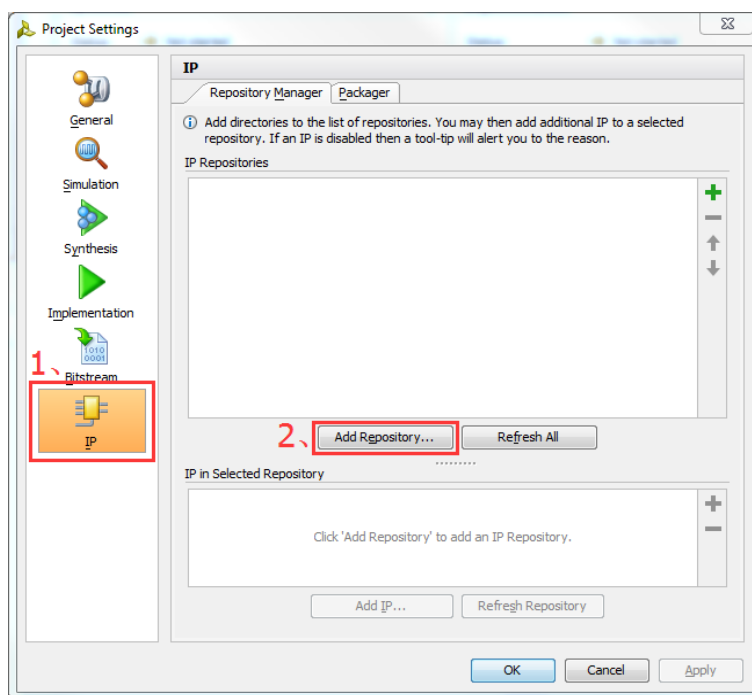 Project Settings
IP
Repository Manager
Packager
Add directories to the list of repositories. You may then add additional IP to a selected
repository. If an IP is disabled then a tool-tip will alert you to the reason.
IP Repositories
General
Simulation
Synthesis
Implementation
1010
0001
Bitstream
1、
IP
2、
Add Repository...
Refresh All
IP in Selected Repository
Click 'Add Repository' to add an IP Repository.
Add IP...
Refresh Repository
OK
Cancel
Apply